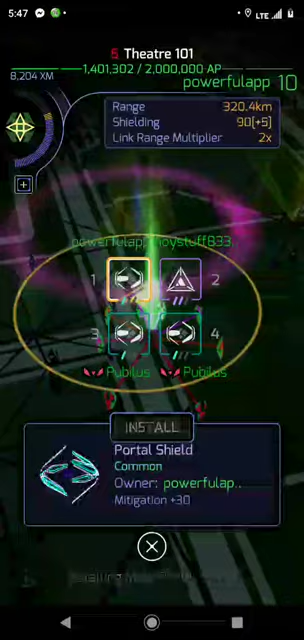 5:47
LTE
6 Theatre 101
1,401,302 / 2,000,000 AP
8,204 XM
powerfulapp 10
Range 320.4km
Shielding 90[+5]
Link Range Multiplier 2x
1
2
3
4
Pubilus
Pubilus
INSTALL
Portal Shield
Common
Owner: powerfulap..
Mitigation +30